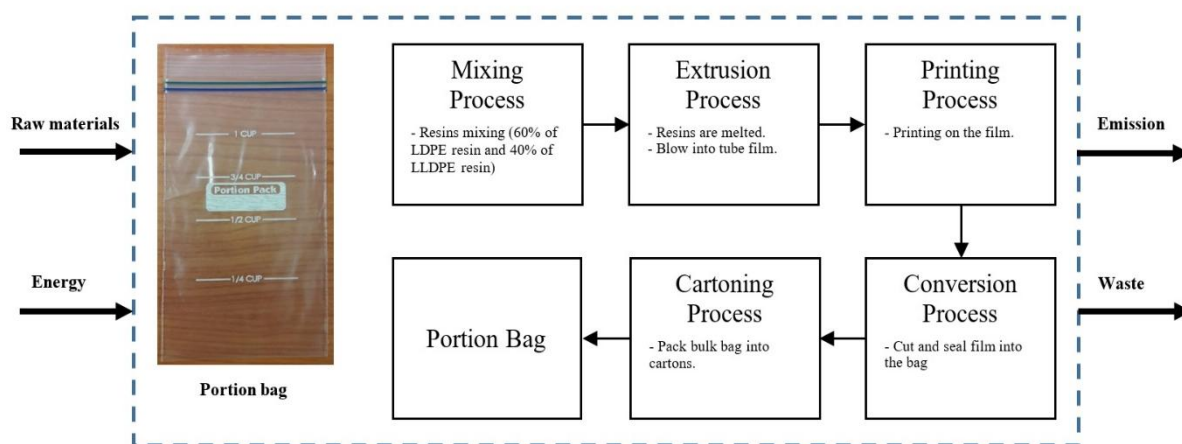 Raw materials
Energy
1 CUP
3/4 CUP
Portion Pack
1/2 CUP
1/4 CUP
Portion bag
Mixing
Process
- Resins mixing (60% of
LDPE resin and 40% of
LLDPE resin)
Extrusion
Process
- Resins are melted.
- Blow into tube film.
Printing
Process
- Printing on the film.
Portion Bag
Cartoning
Process
- Pack bulk bag into
cartons.
Conversion
Process
- Cut and seal film into
the bag
Emission
Waste